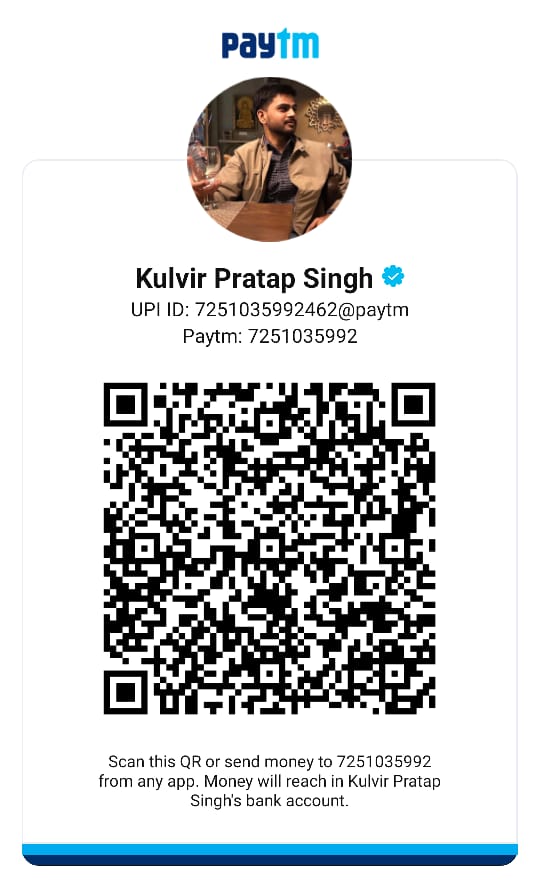 paytm
Kulvir Pratap Singh
UPI ID: 7251035992462@paytm
Paytm: 7251035992
Scan this QR or send money to 7251035992
from any app. Money will reach in Kulvir Pratap
Singh's bank account.